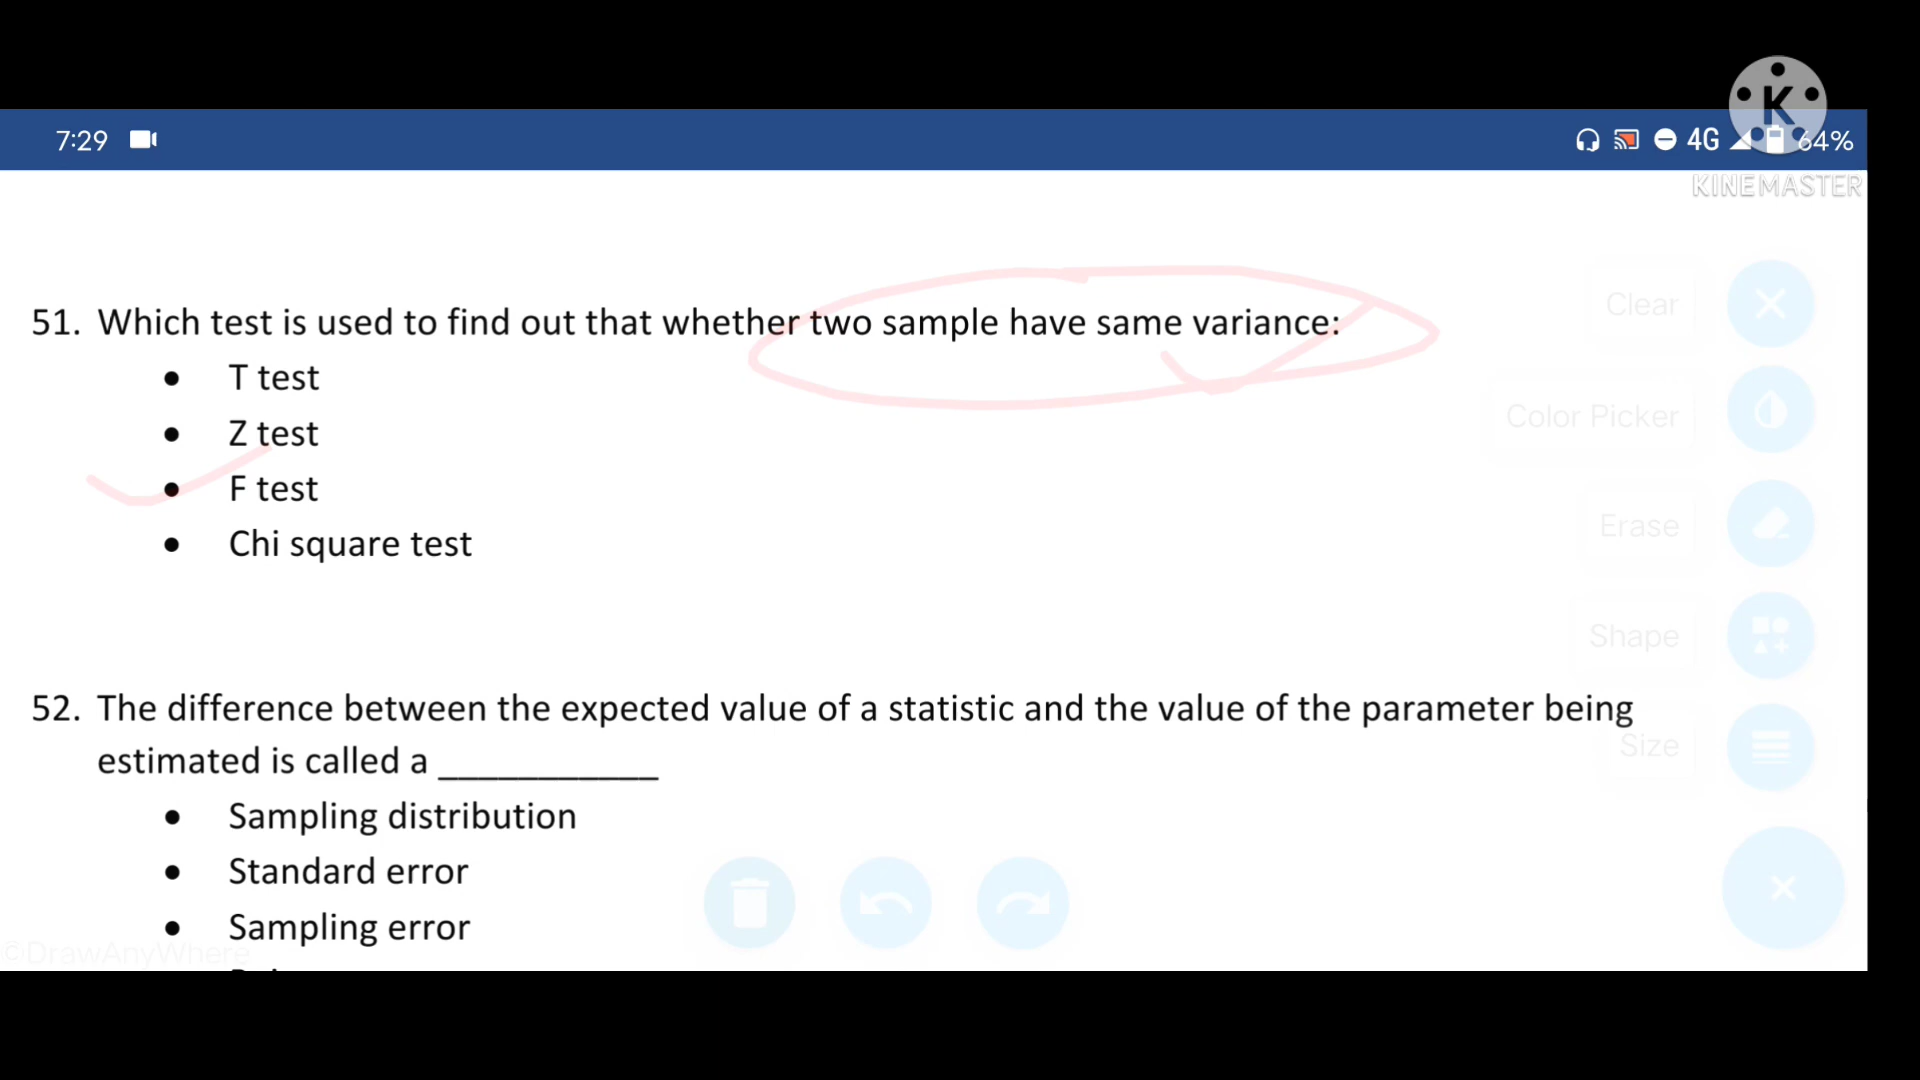 7:29 4G 64%
K
KINEMASTER
51. Which test is used to find out that whether two sample have same variance:
• T test
• Z test
• F test
• Chi square test
Clear
Color Picker
Erase
Shape
Size
52. The difference between the expected value of a statistic and the value of the parameter being
estimated is called a ___________
• Sampling distribution
• Standard error
• Sampling error
©DrawAnyWhere